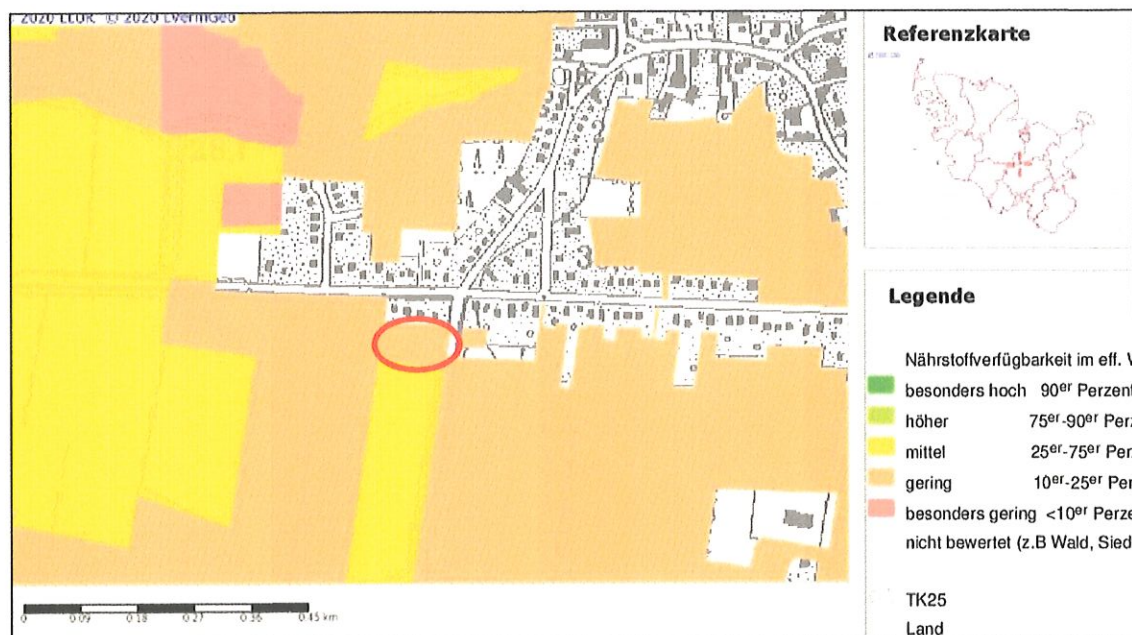 2020 LLUR, © 2020 LVermGeo
0 0.09 0.18 0.27 0.36 0.45 km
Referenzkarte
Legende
Nährstoffverfügbarkeit im eff. W
besonders hoch 90er Perzent
höher 75er-90er Perz
mittel 25er-75er Per
gering 10er-25er Per
besonders gering <10er Perze
nicht bewertet (z.B Wald, Sied
TK25
Land